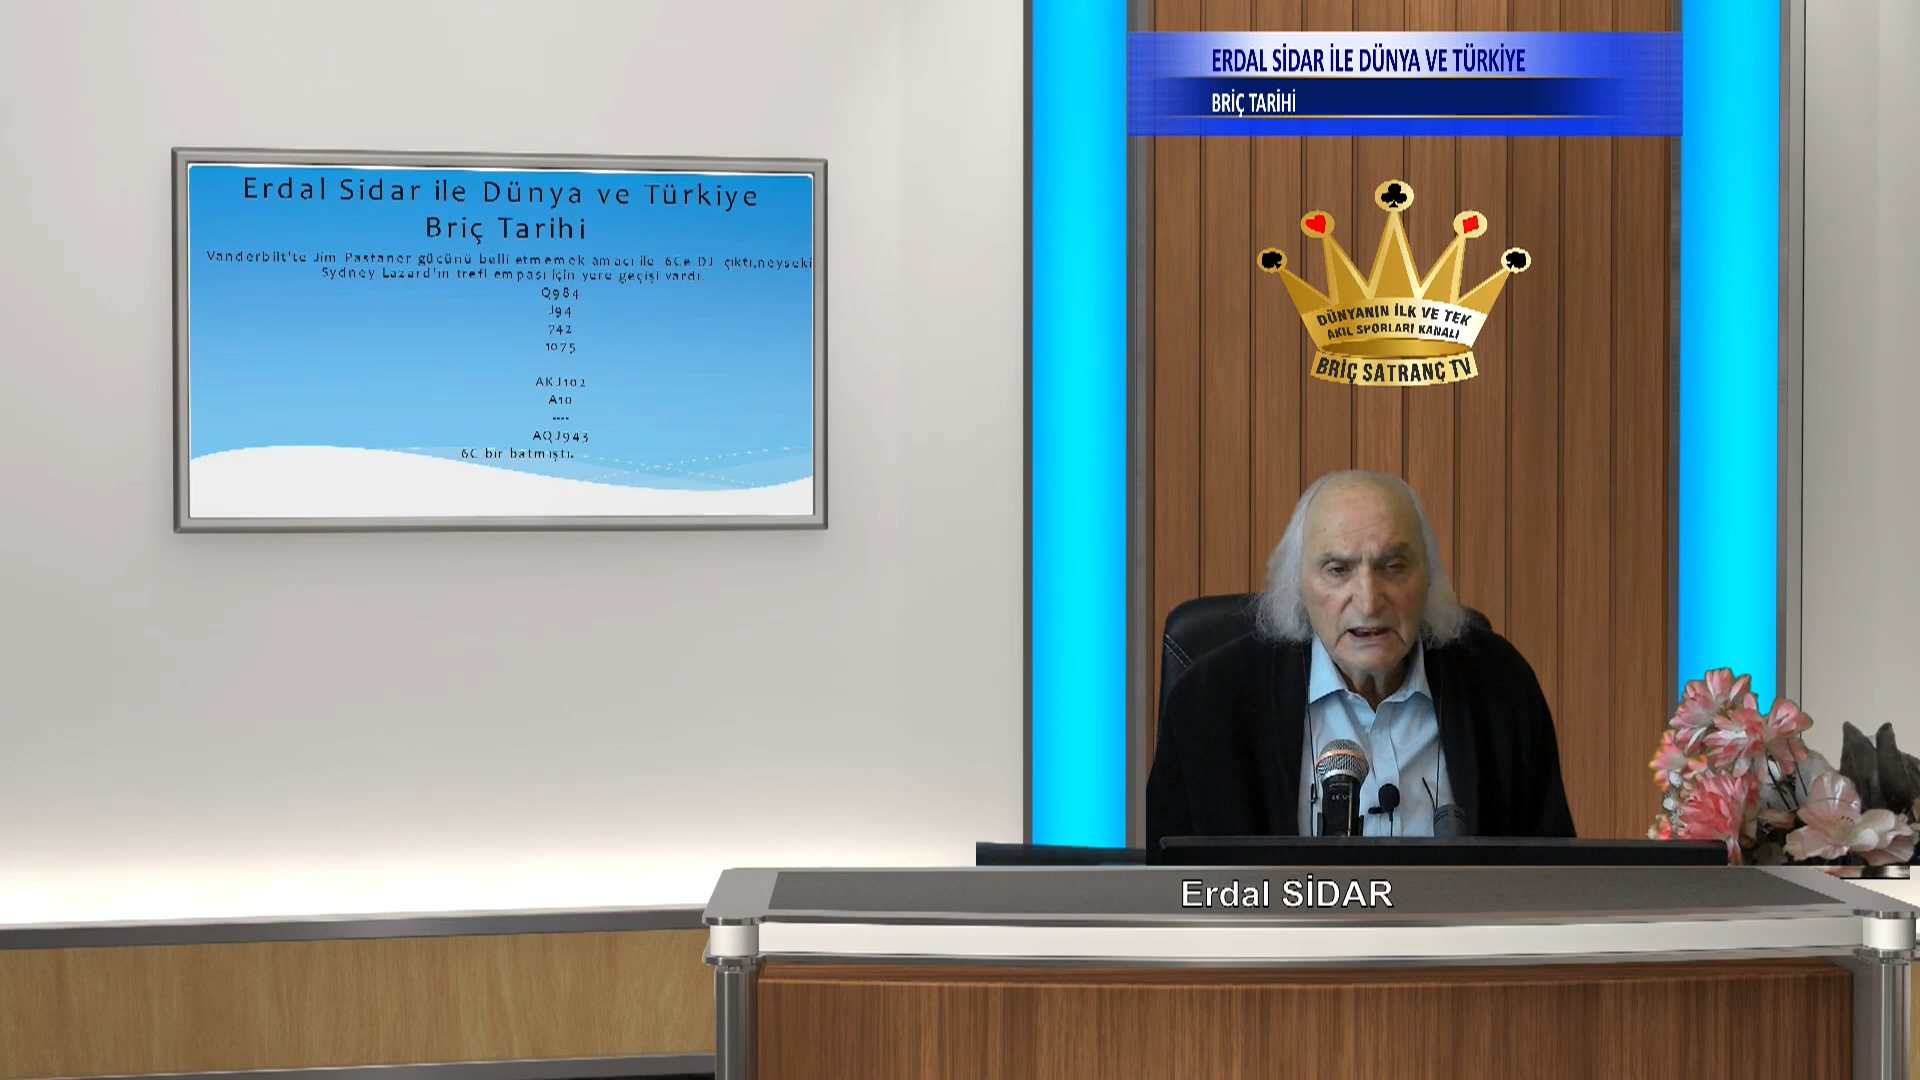 Erdal Sidar ile Dünya ve Türkiye
Briç Tarihi
Vanderbilt'te Jim Pastaner gücünü belli etmemek amacı ile 6C.e DJ çıktı,neyseki
Sydney Lazard'ın trefl empası için yere geçişi vardı.
Q984
J94
742
1075
AKJ102
A10
----
AQJ943
6C bir batmıştı.
ERDAL SİDAR İLE DÜNYA VE TÜRKİYE
BRİÇ TARİHİ
DÜNYANIN İLK VE TEK
AKIL SPORLARI KANALI
BRİÇ SATRANÇ TV
Erdal SİDAR